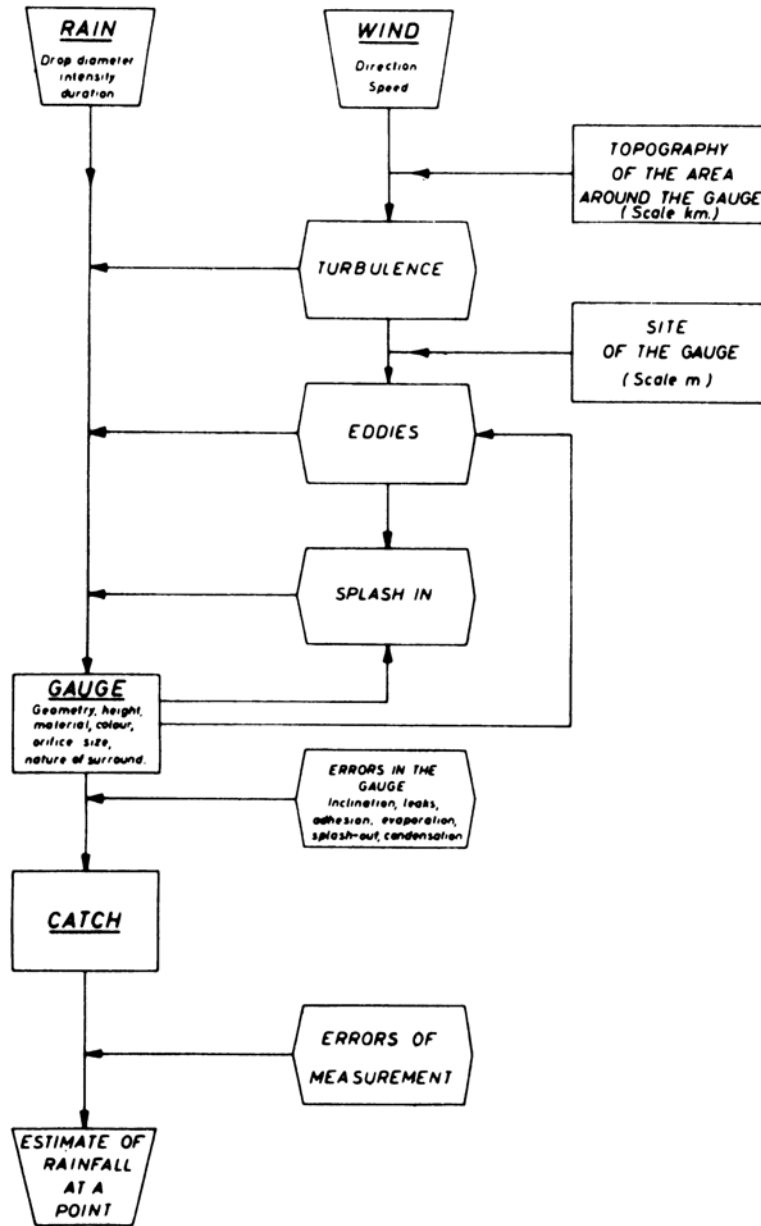 RAIN
Drop diameter
intensity
duration
WIND
Direction
Speed
TOPOGRAPHY
OF THE AREA
AROUND THE GAUGE
(Scale km.)
TURBULENCE
SITE
OF THE GAUGE
(Scale m)
EDDIES
SPLASH IN
GAUGE
Geometry, height,
material, colour,
orifice size,
nature of surround.
ERRORS IN THE
GAUGE
Inclination, leaks,
adhesion, evaporation,
splash-out, condensation
CATCH
ERRORS OF
MEASUREMENT
ESTIMATE OF
RAINFALL
AT A
POINT